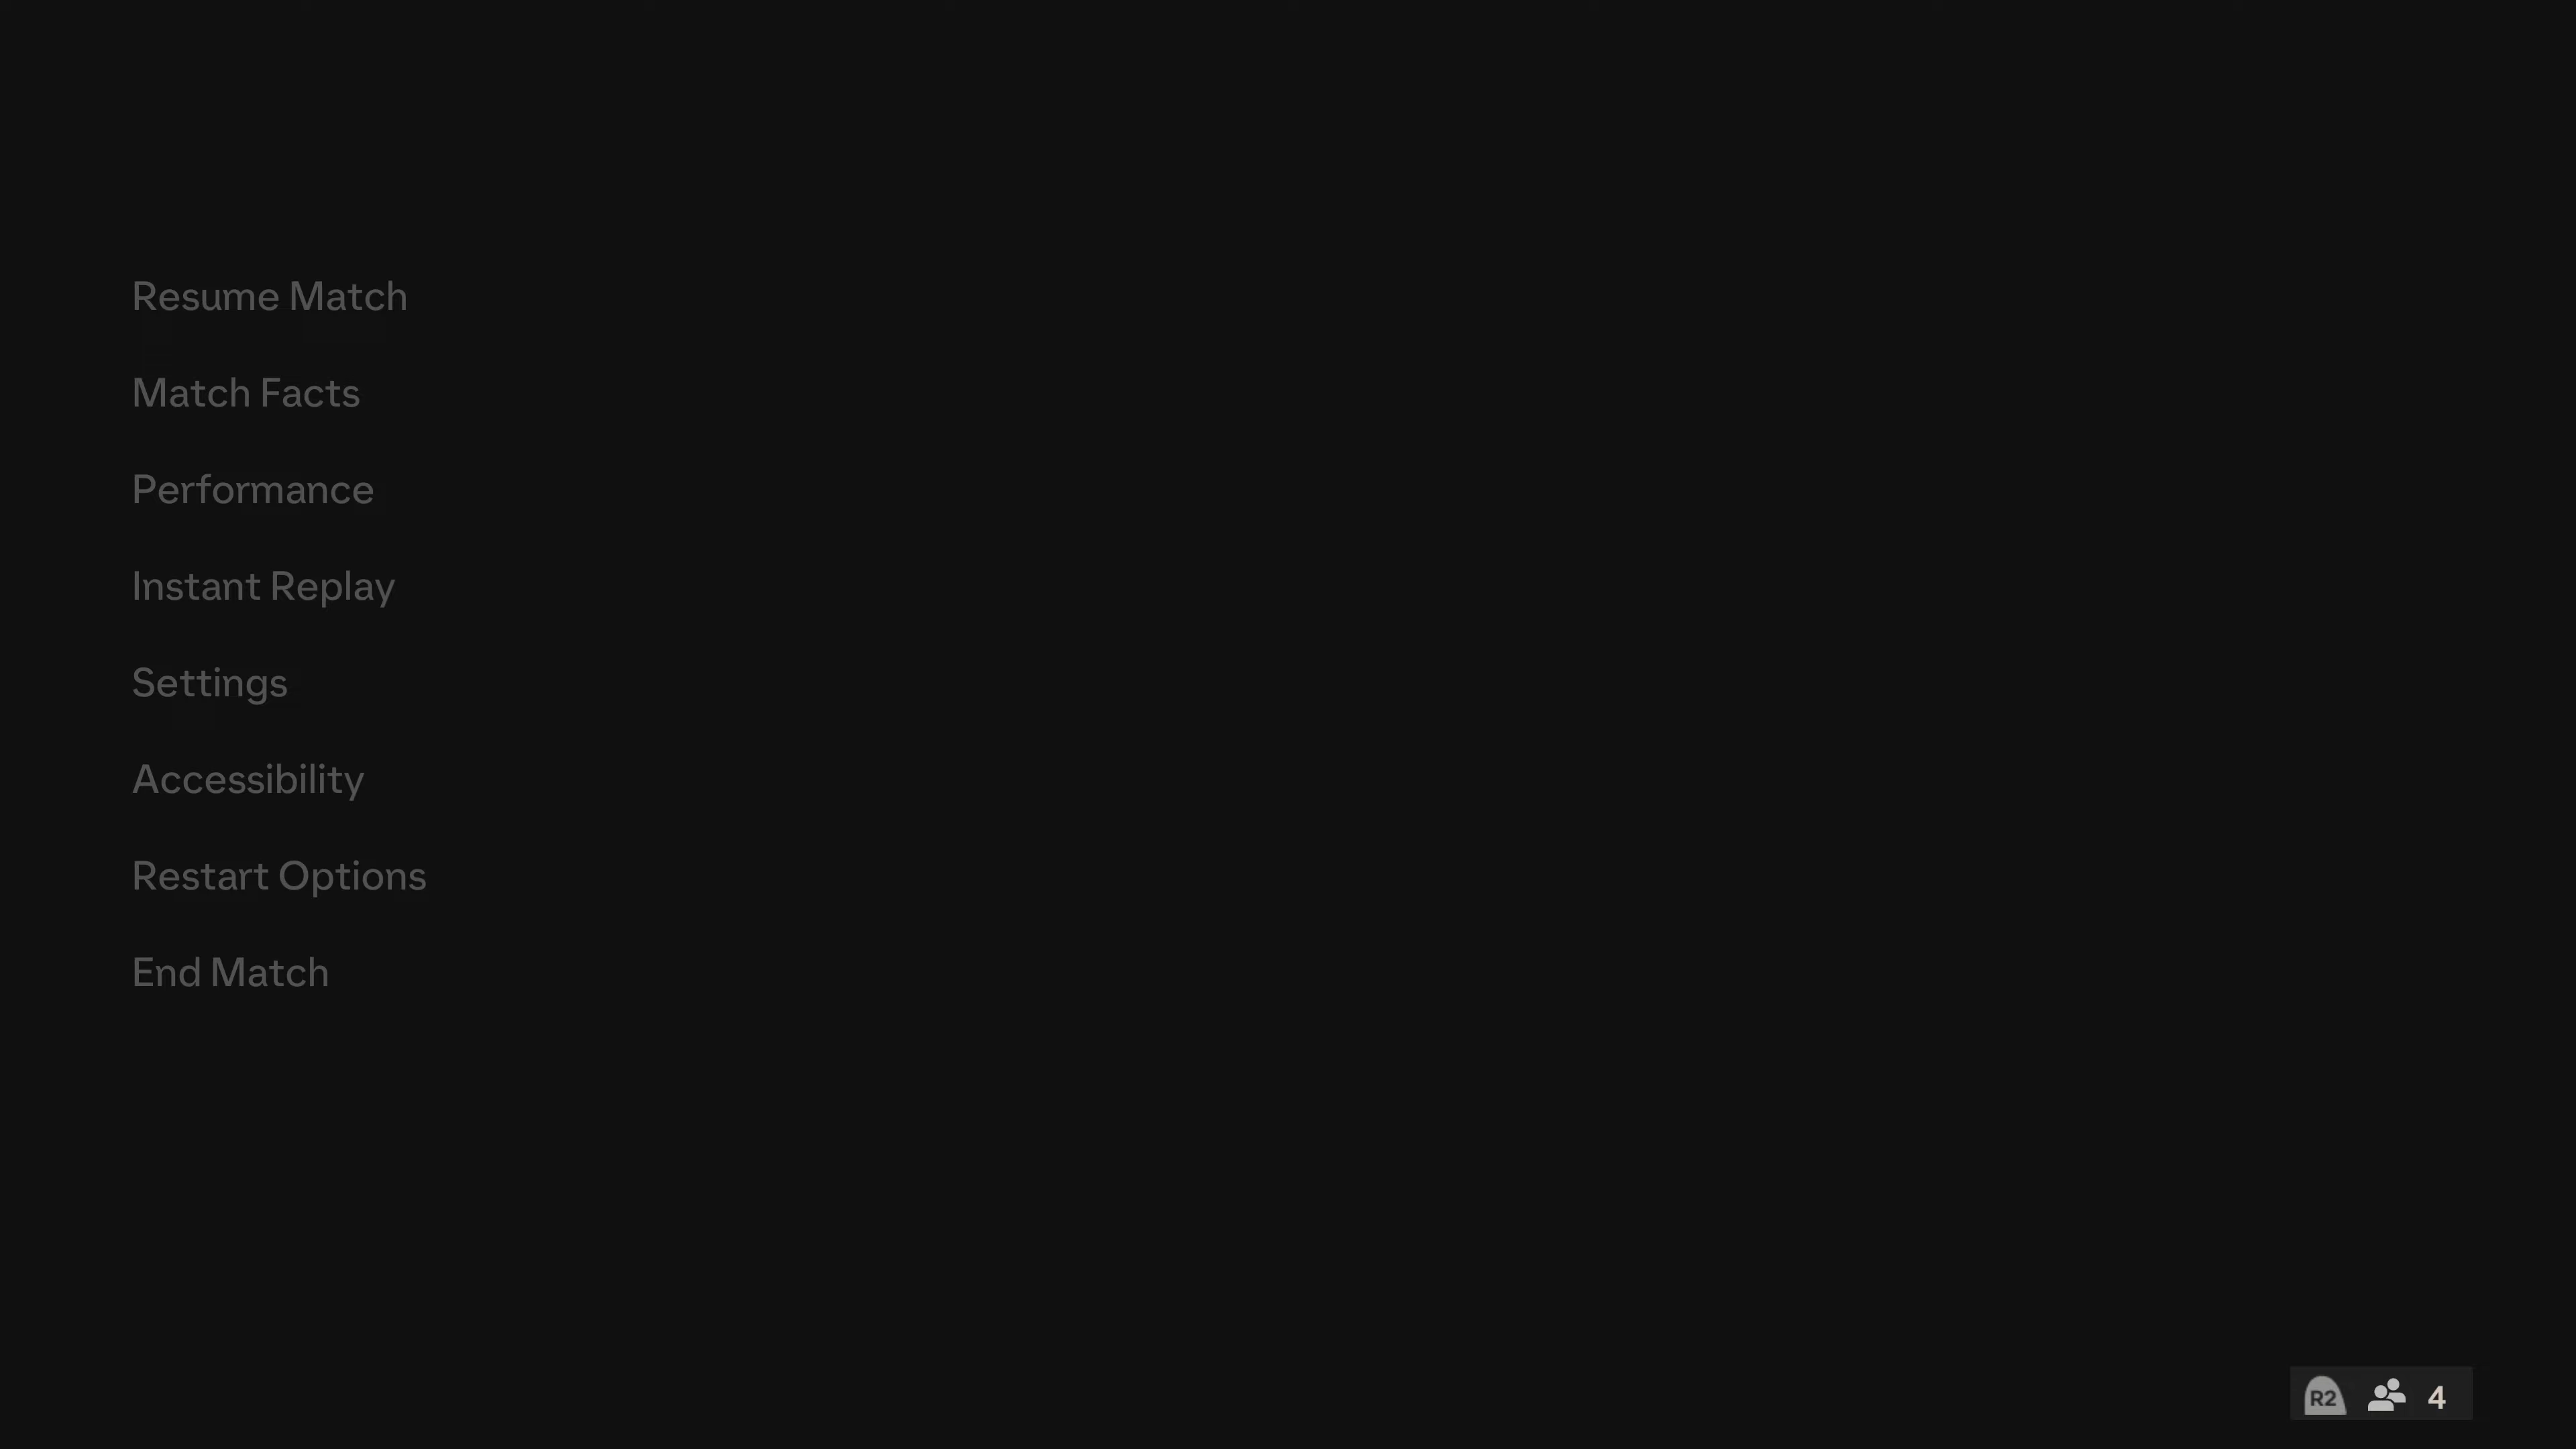 Resume Match
Match Facts
Performance
Instant Replay
Settings
Accessibility
Restart Options
End Match
R2 4